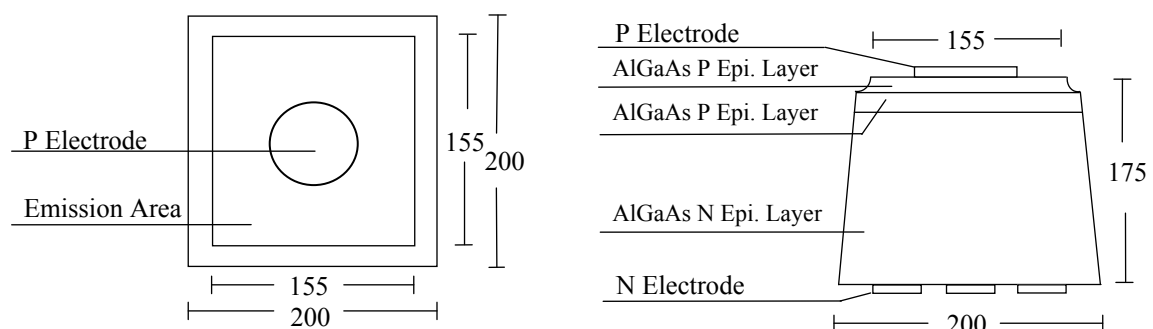 P Electrode
Emission Area
155
200
155
200
P Electrode
AlGaAs P Epi. Layer
AlGaAs P Epi. Layer
AlGaAs N Epi. Layer
N Electrode
155
175
200